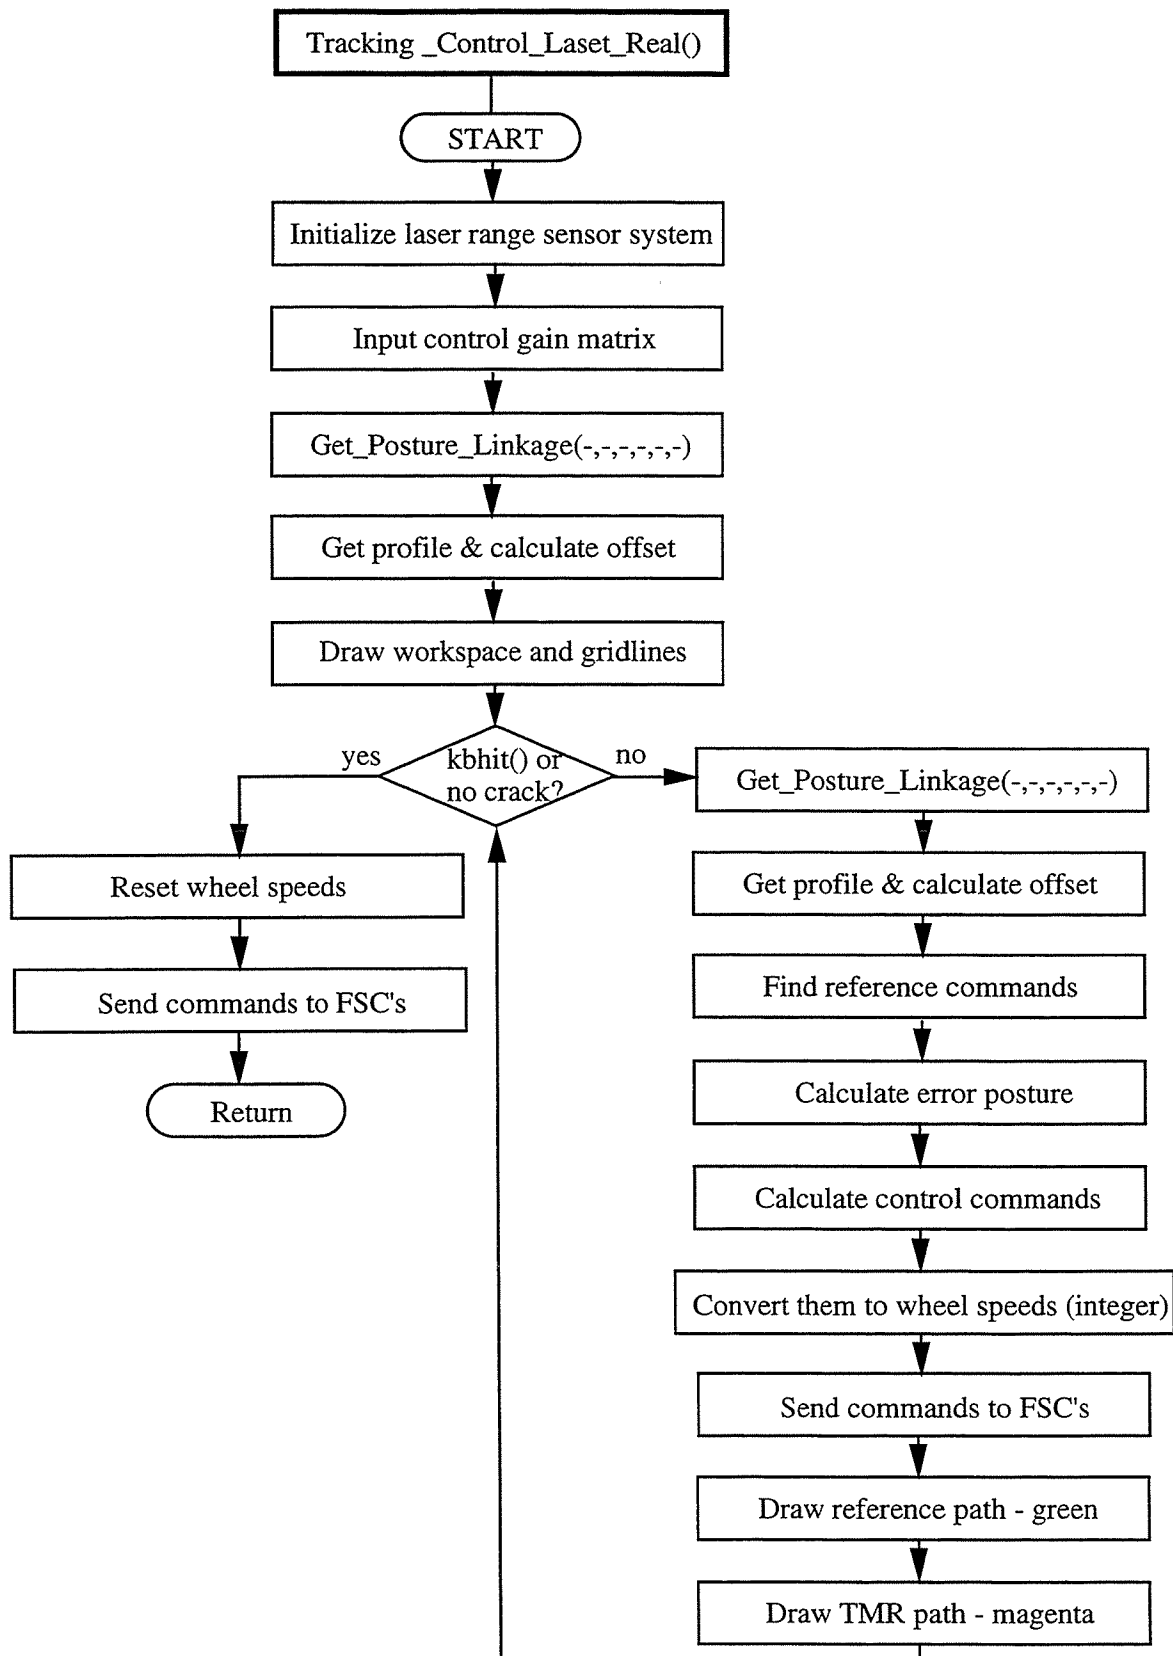 Tracking _Control_Laset_Real()
START
Initialize laser range sensor system
Input control gain matrix
Get_Posture_Linkage(-,-,-,-,-,-)
Get profile & calculate offset
Draw workspace and gridlines
yes
kbhit() or
no crack?
no
Reset wheel speeds
Send commands to FSC's
Return
Get_Posture_Linkage(-,-,-,-,-,-)
Get profile & calculate offset
Find reference commands
Calculate error posture
Calculate control commands
Convert them to wheel speeds (integer)
Send commands to FSC's
Draw reference path - green
Draw TMR path - magenta